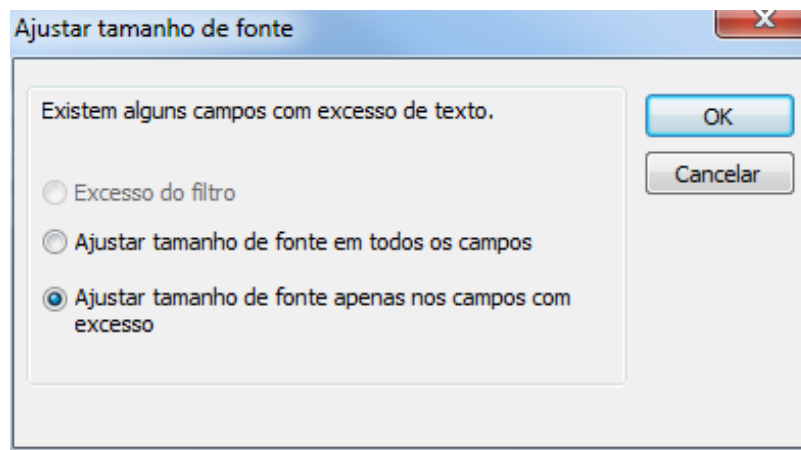 Ajustar tamanho de fonte
Existem alguns campos com excesso de texto.
OK
Cancelar
Excesso do filtro
Ajustar tamanho de fonte em todos os campos
Ajustar tamanho de fonte apenas nos campos com
excesso